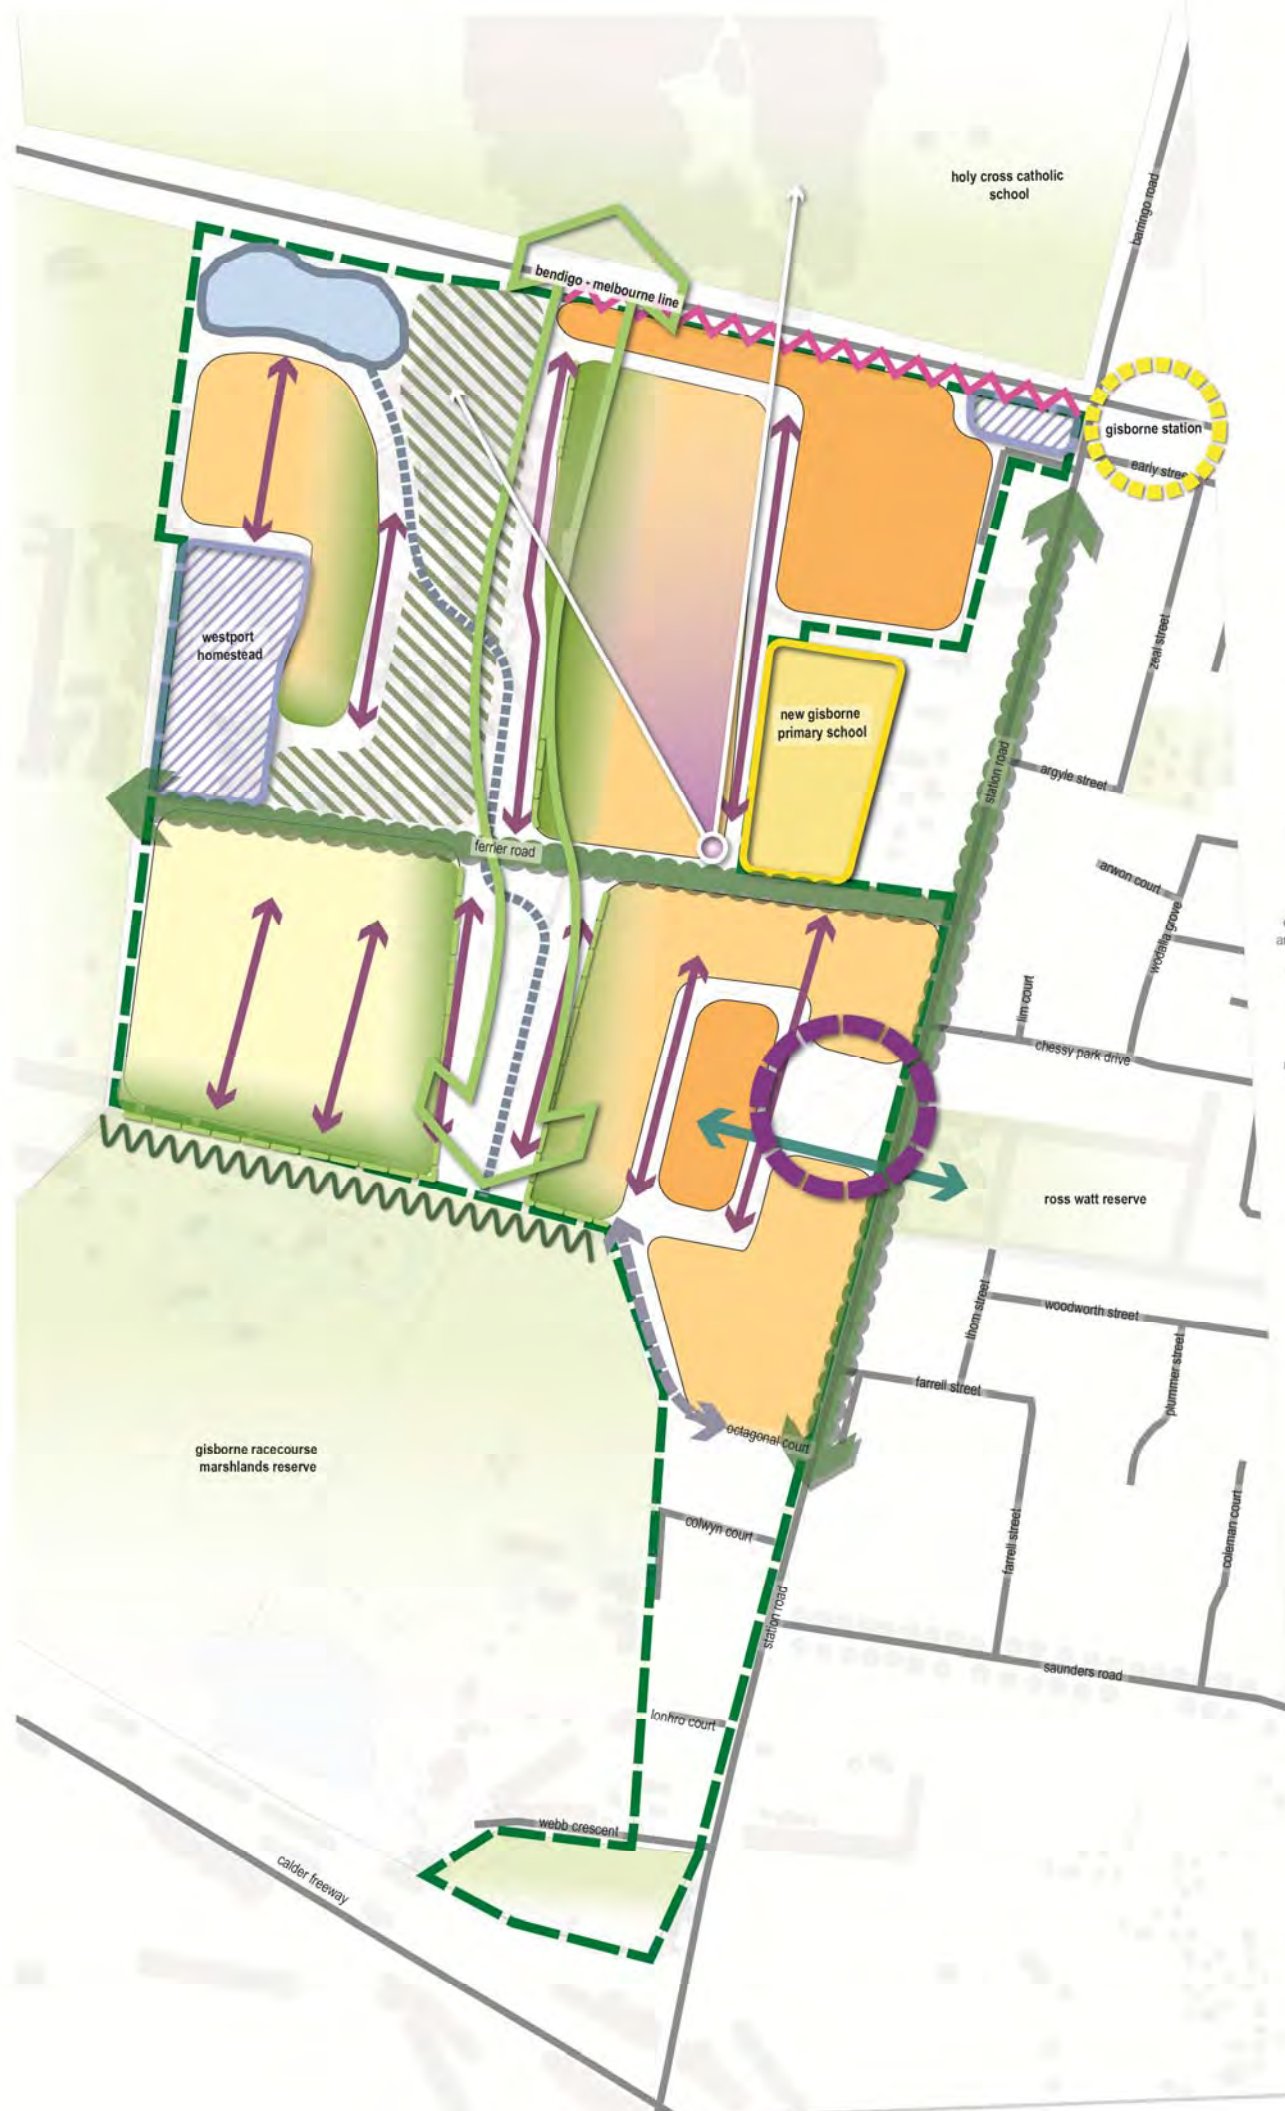 holy cross catholic
school
barringo road
bendigo - melbourne line
gisborne station
early stree
westport
homestead
zeal street
new gisborne
primary school
station road
argyle street
ferrier road
arwon court
wodalla grove
lim court
chessy park drive
ross watt reserve
thom street
woodworth street
plummer street
farrell street
octagonal court
gisborne racecourse
marshlands reserve
colwyn court
farrell street
coleman court
station road
saunders road
lonhro court
webb crescent
calder freeway